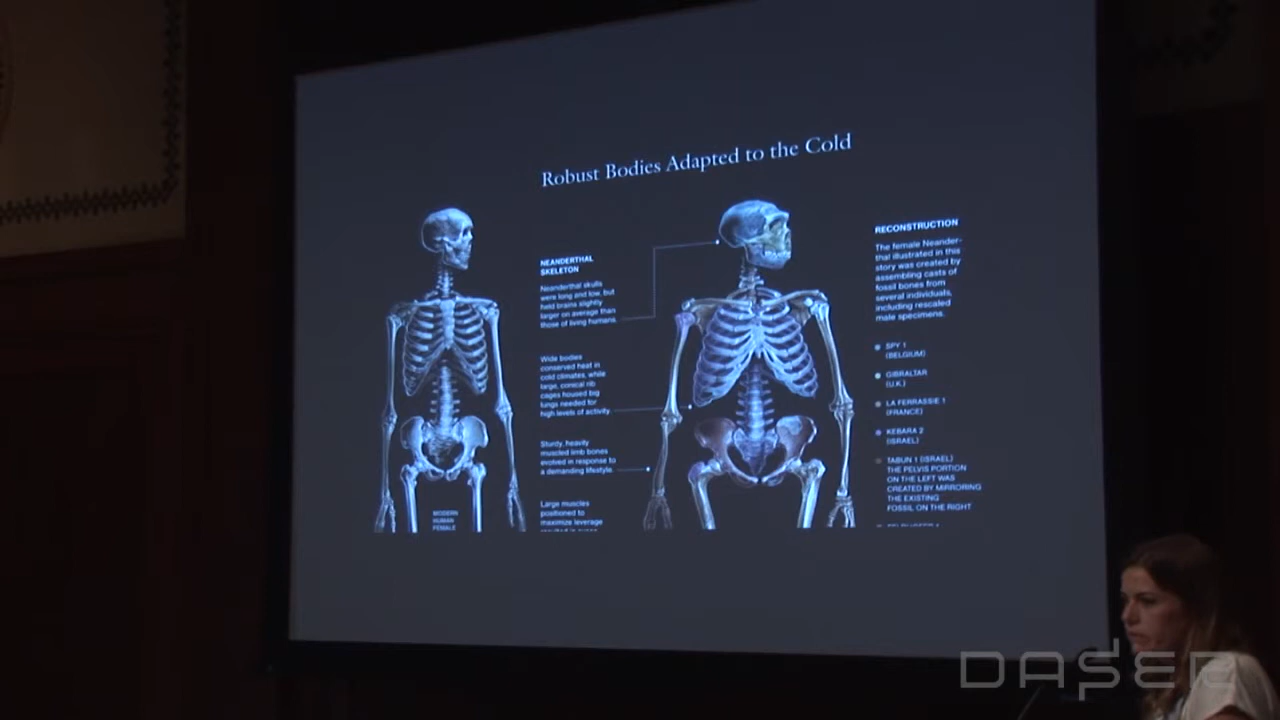 Robust Bodies Adapted to the Cold
NEANDERTHAL
SKELETON
Neanderthal skulls
were long and low, but
held brains slightly
larger on average than
those of living humans.
Wide bodies
conserved heat in
cold climates, while
large, conical rib
cages housed big
lungs needed for
high levels of activity.
Sturdy, heavily
muscled limb bones
evolved in response to
a demanding lifestyle.
Large muscles
positioned to
maximize leverage
resulted in
MODERN
HUMAN
FEMALE
RECONSTRUCTION
The female Neander-
thal illustrated in this
story was created by
assembling casts of
fossil bones from
several individuals,
including rescaled
male specimens.
SPY 1
(BELGIUM)
GIBRALTAR
(U.K.)
LA FERRASSIE 1
(FRANCE)
KEBARA 2
(ISRAEL)
TABUN 1 (ISRAEL)
THE PELVIS PORTION
ON THE LEFT WAS
CREATED BY MIRRORING
THE EXISTING
FOSSIL ON THE RIGHT
DASER